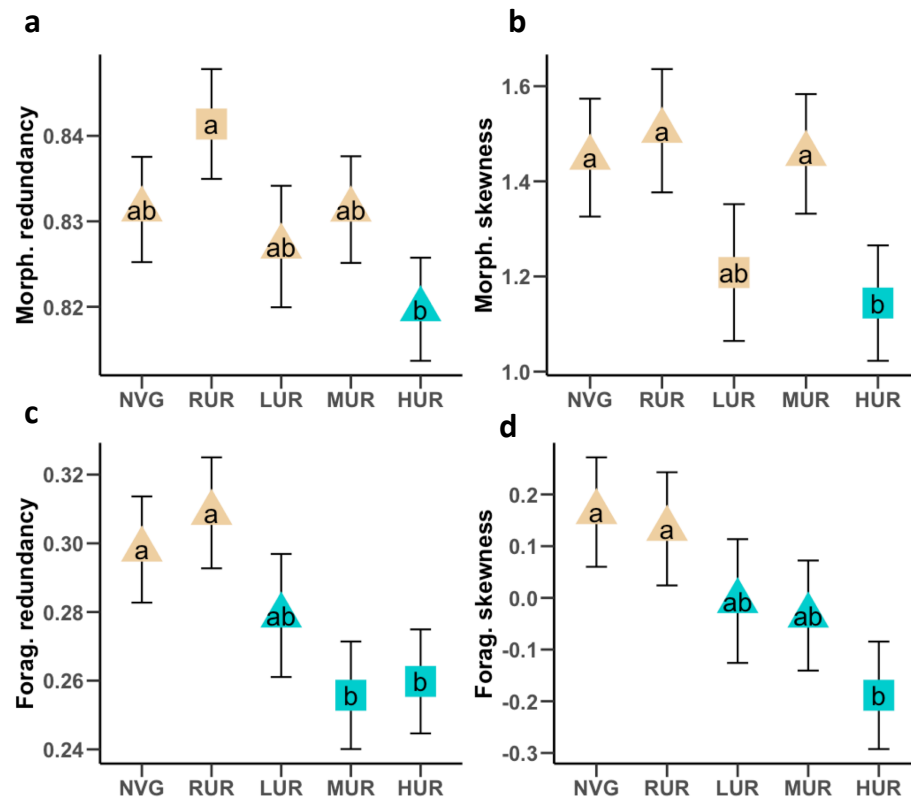 a
Morph. redundancy
0.84
0.83
0.82
ab
a
ab
ab
b
NVG RUR LUR MUR HUR
b
Morph. skewness
1.6
1.4
1.2
1.0
a
a
ab
a
b
NVG RUR LUR MUR HUR
c
Forag. redundancy
0.32
0.30
0.28
0.26
0.24
a
a
ab
b
b
NVG RUR LUR MUR HUR
d
Forag. skewness
0.2
0.1
0.0
-0.1
-0.2
-0.3
a
a
ab
ab
b
NVG RUR LUR MUR HUR